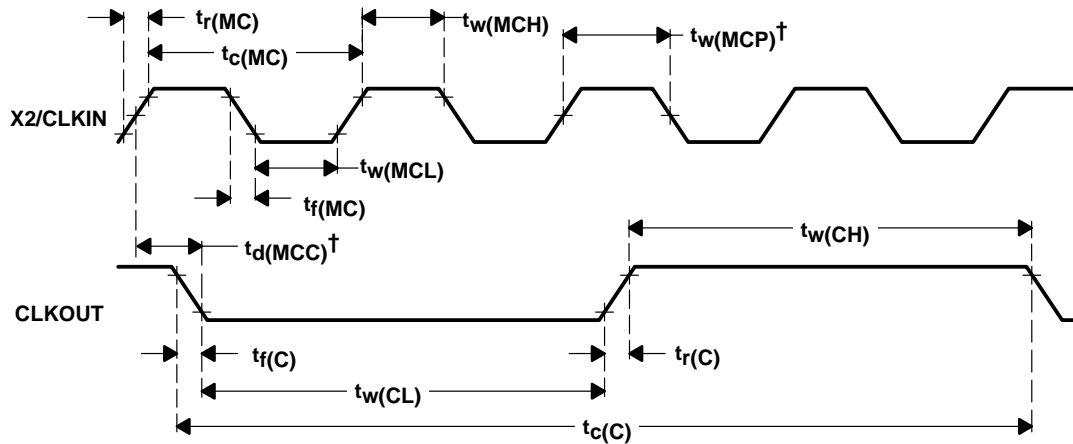 tr(MC)
tw(MCH)
tw(MCP)†
tc(MC)
X2/CLKIN
tw(MCL)
tf(MC)
tw(CH)
td(MCC)†
CLKOUT
tf(C)
tr(C)
tw(CL)
tc(C)